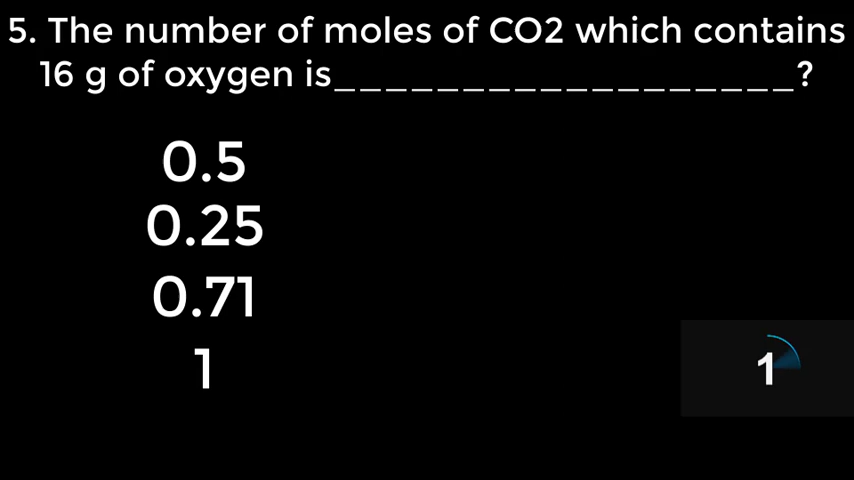 5. The number of moles of CO2 which contains
16 g of oxygen is__________________?
0.5
0.25
0.71
1
1